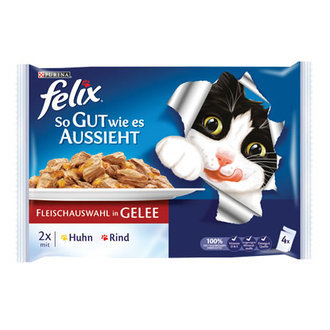 PURINA
felix
So GUT wie es
AUSSIEHT
FLEISCHAUSWAHL in GELEE
2x mit Huhn Rind
100%
4x